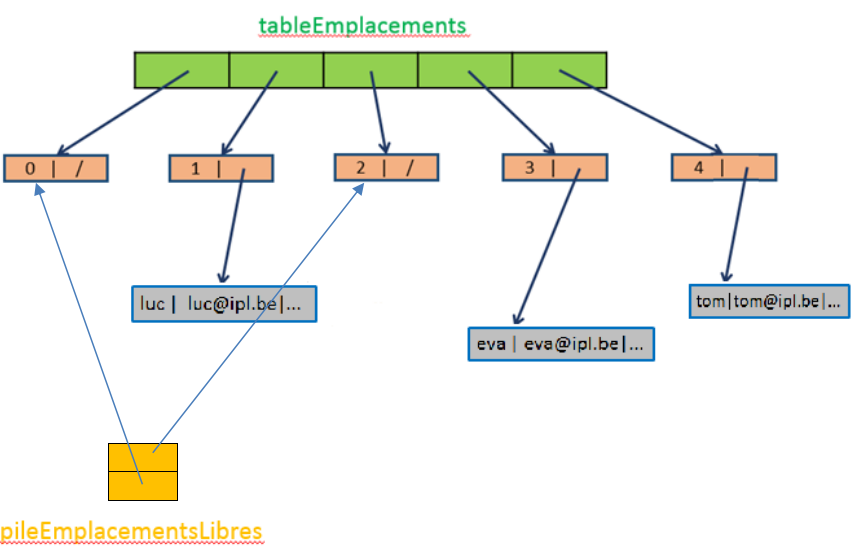 tableEmplacements
0 | /
1 |
2 | /
3 |
4 |
luc | luc@ipl.be|...
eva | eva@ipl.be|...
tom|tom@ipl.be|...
pileEmplacementsLibres